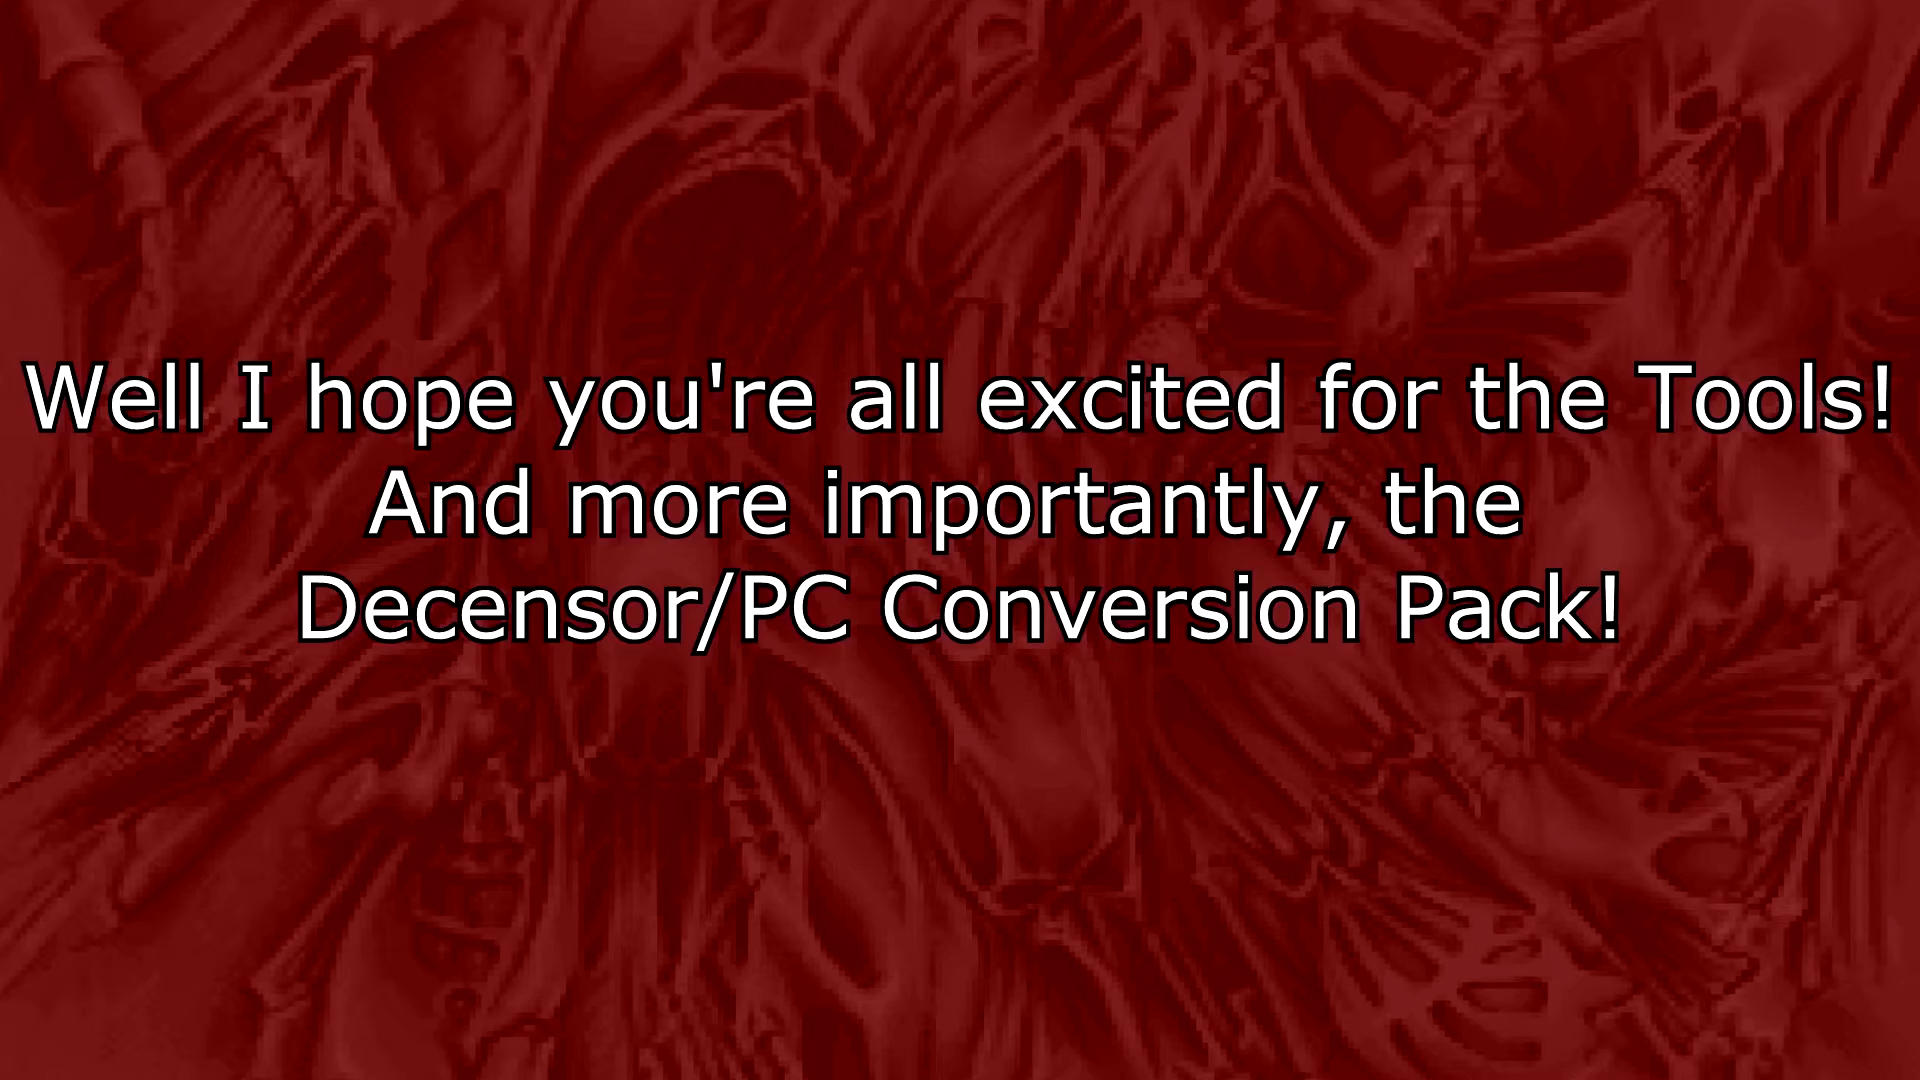 Well I hope you're all excited for the Tools!
And more importantly, the
Decensor/PC Conversion Pack!